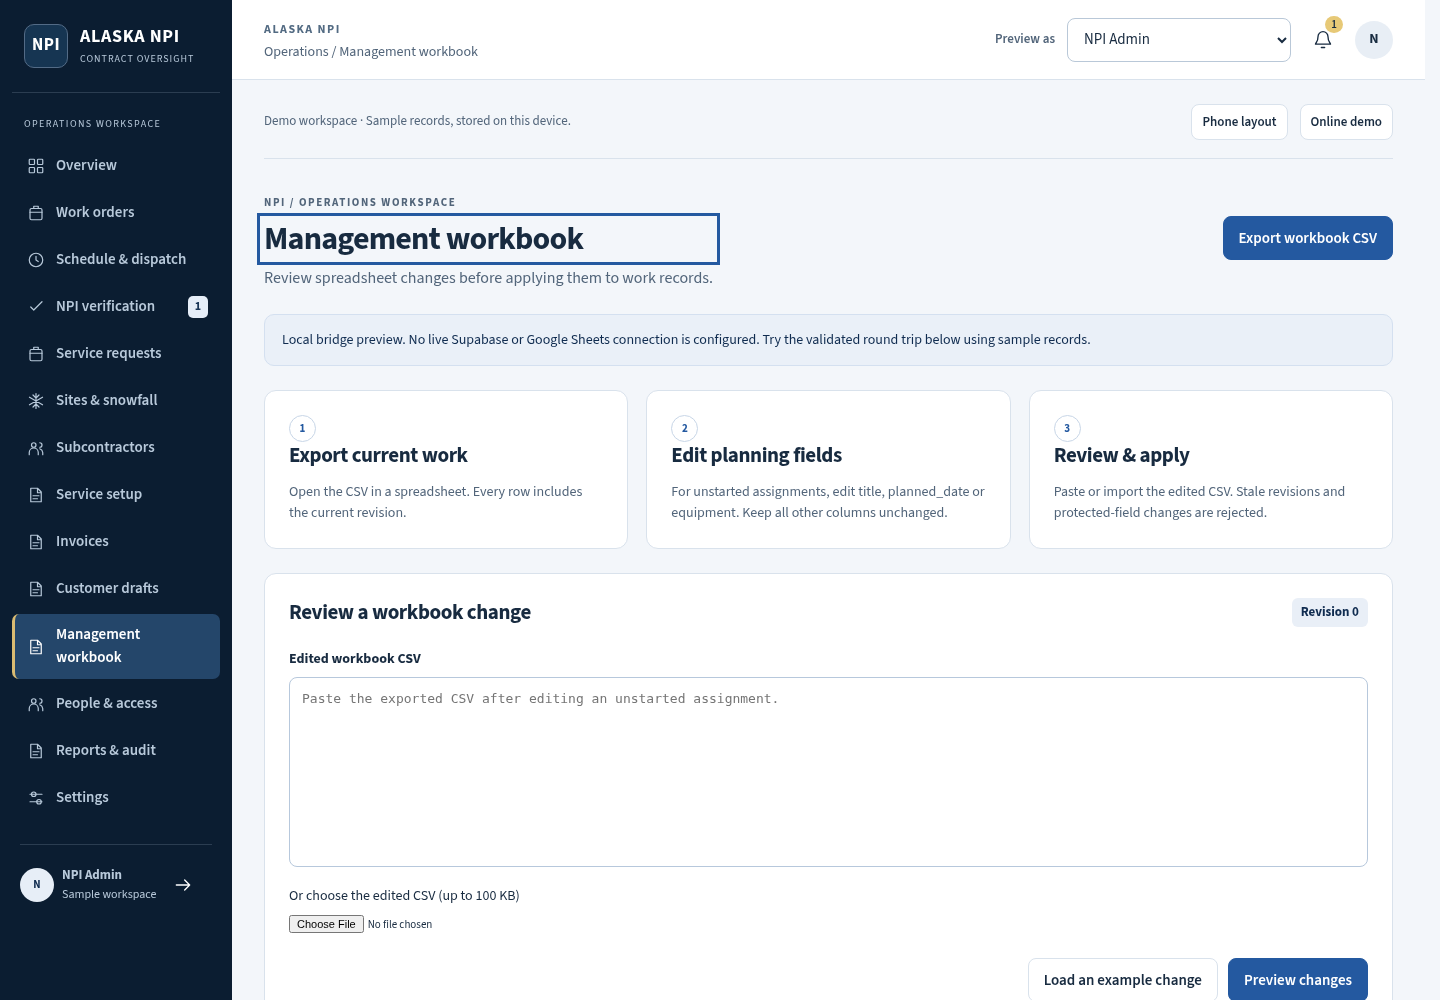 NPI
ALASKA NPI
CONTRACT OVERSIGHT
OPERATIONS WORKSPACE
Overview
Work orders
Schedule & dispatch
NPI verification
1
Service requests
Sites & snowfall
Subcontractors
Service setup
Invoices
Customer drafts
Management
workbook
People & access
Reports & audit
Settings
N
NPI Admin
Sample workspace
ALASKA NPI
Operations / Management workbook
Preview as
NPI Admin
1
N
Demo workspace · Sample records, stored on this device.
Phone layout
Online demo
NPI / OPERATIONS WORKSPACE
Management workbook
Review spreadsheet changes before applying them to work records.
Export workbook CSV
Local bridge preview. No live Supabase or Google Sheets connection is configured. Try the validated round trip below using sample records.
1
Export current work
Open the CSV in a spreadsheet. Every row includes
the current revision.
2
Edit planning fields
For unstarted assignments, edit title, planned_date or
equipment. Keep all other columns unchanged.
3
Review & apply
Paste or import the edited CSV. Stale revisions and
protected-field changes are rejected.
Review a workbook change
Revision 0
Edited workbook CSV
Paste the exported CSV after editing an unstarted assignment.
Or choose the edited CSV (up to 100 KB)
Choose File
No file chosen
Load an example change
Preview changes